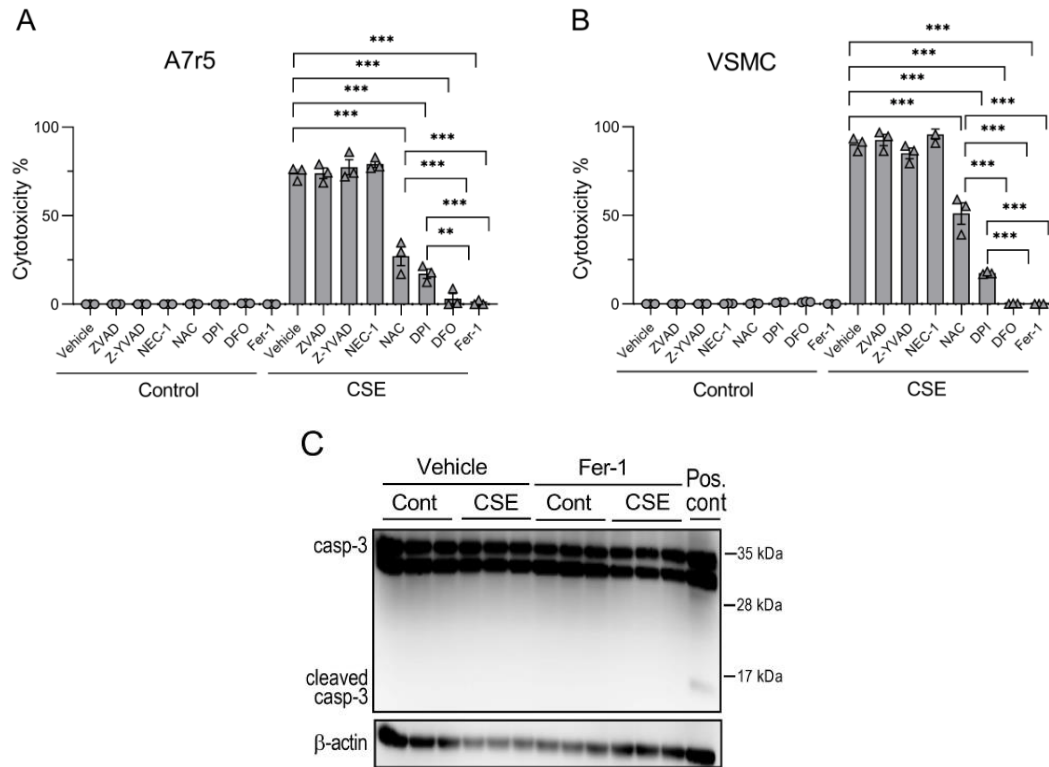 A
A7r5
***
***
***
***
***
***
***
**
Cytotoxicity %
100
50
0
Vehicle
ZVAD
Z-YVAD
NEC-1
NAC
DPI
DFO
Fer-1
Vehicle
ZVAD
Z-YVAD
NEC-1
NAC
DPI
DFO
Fer-1
Control
CSE
B
VSMC
***
***
***
***
***
***
***
***
***
Cytotoxicity %
100
50
0
Vehicle
ZVAD
Z-YVAD
NEC-1
NAC
DPI
DFO
Fer-1
Vehicle
ZVAD
Z-YVAD
NEC-1
NAC
DPI
DFO
Fer-1
Control
CSE
C
Vehicle
Fer-1
Pos.
cont
Cont
CSE
Cont
CSE
casp-3
35 kDa
28 kDa
17 kDa
cleaved
casp-3
β-actin